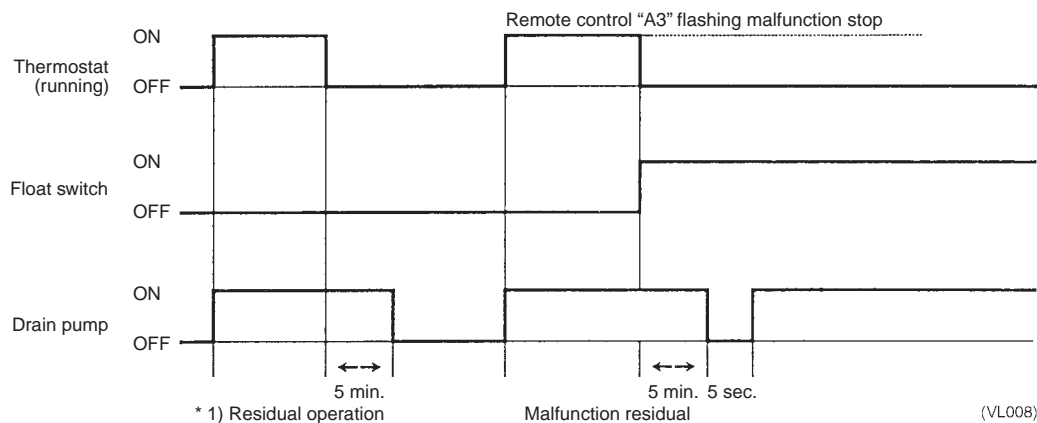 Remote control “A3” flashing malfunction stop
ON
Thermostat
(running)
OFF
ON
Float switch
OFF
ON
Drain pump
OFF
5 min.
5 min.
5 sec.
* 1) Residual operation
Malfunction residual
(VL008)